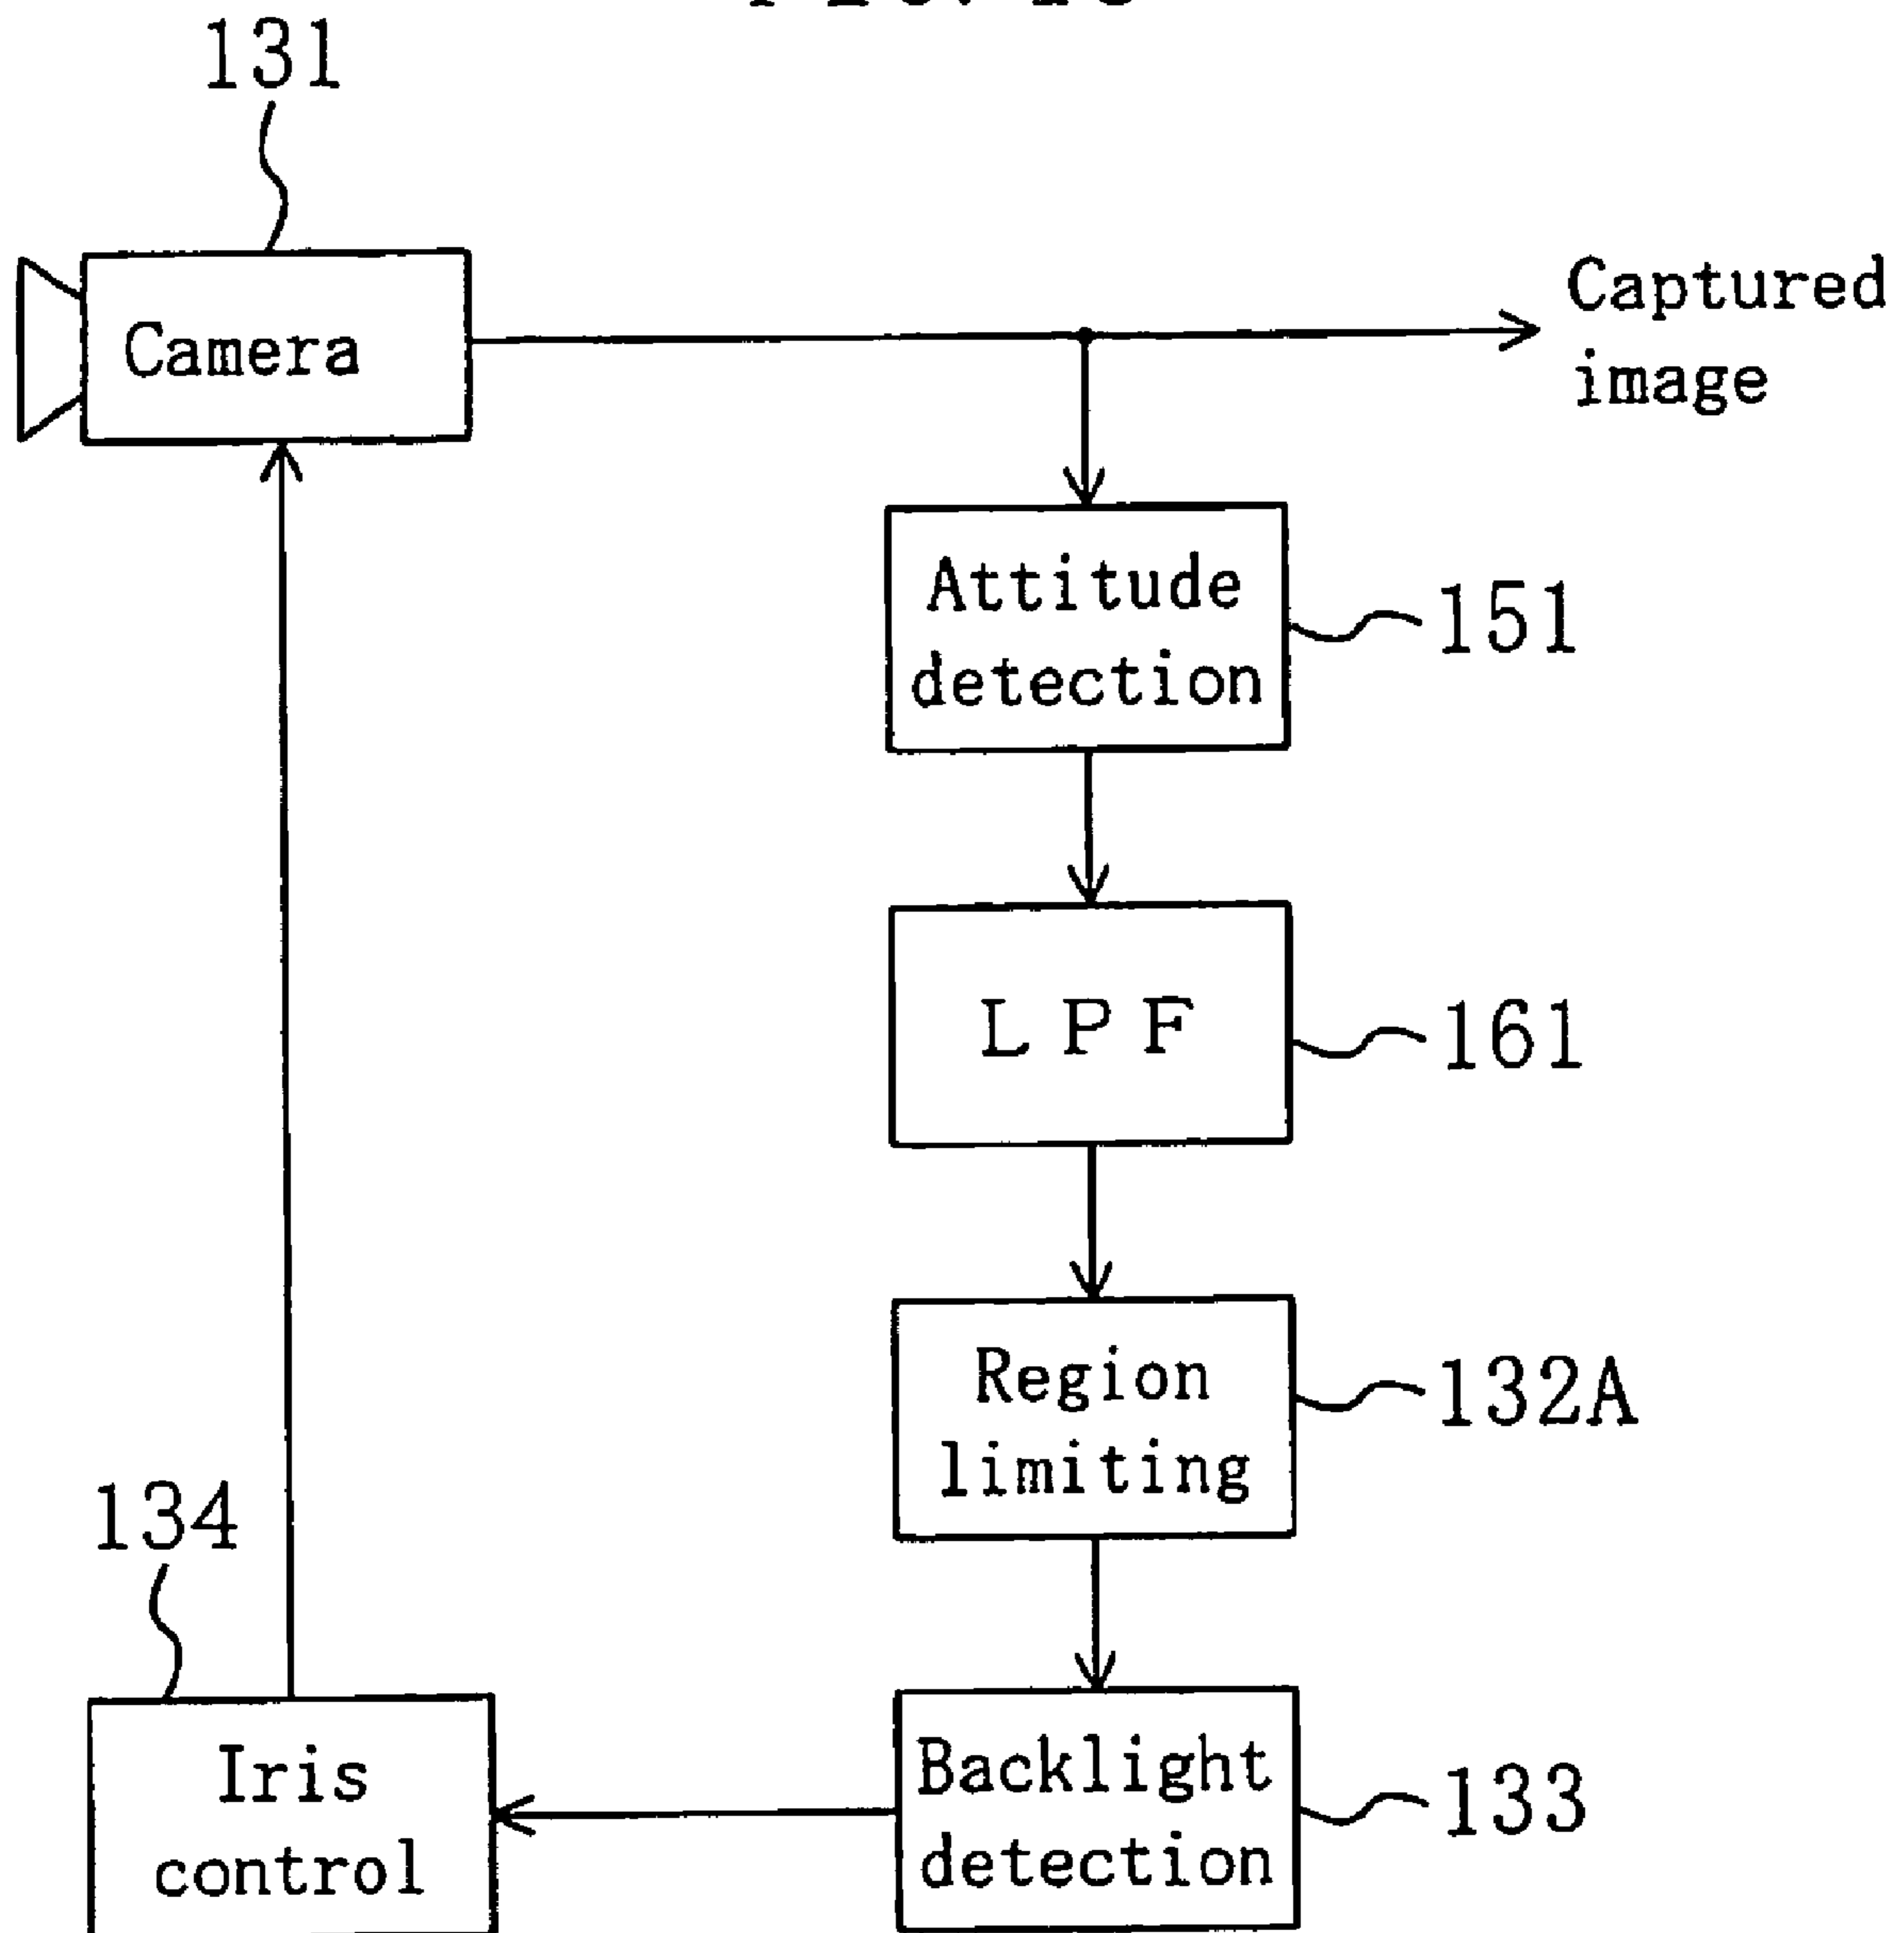 131
Camera
Captured
image
Attitude
detection
151
L P F
161
Region
limiting
132A
134
Iris
control
Backlight
detection
133